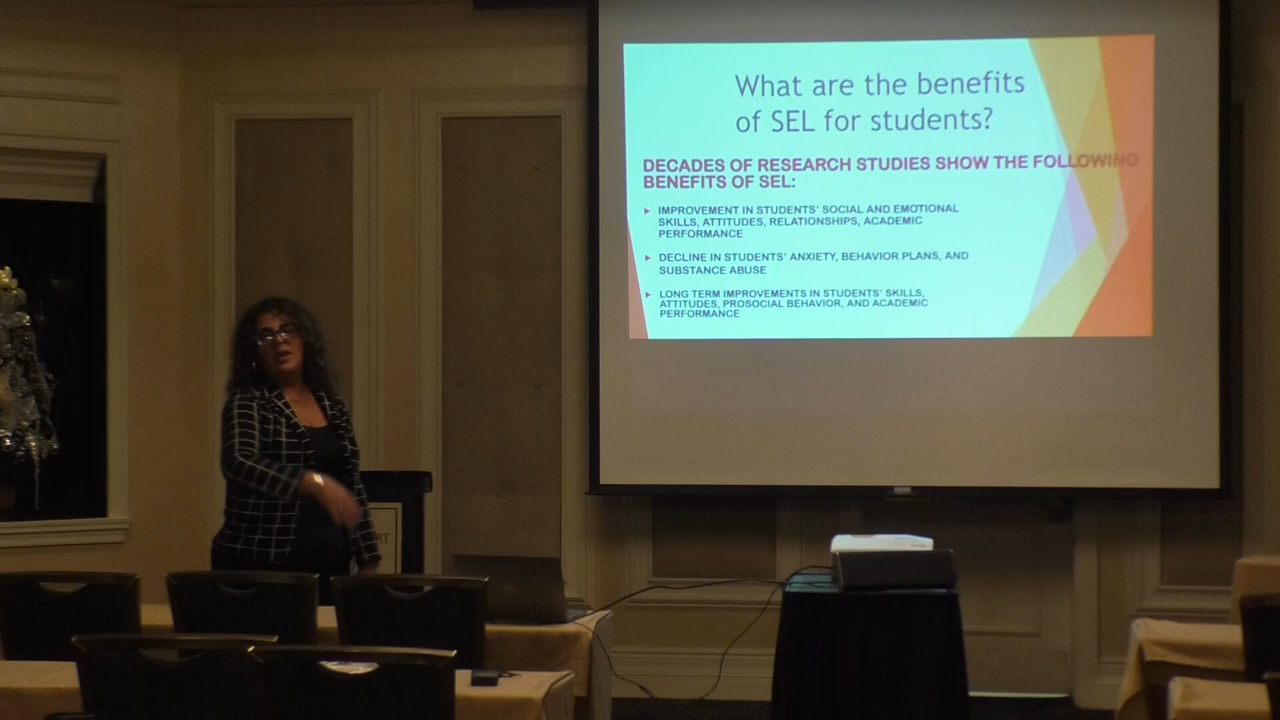 What are the benefits
of SEL for students?
DECADES OF RESEARCH STUDIES SHOW THE FOLLOWING
BENEFITS OF SEL:
IMPROVEMENT IN STUDENTS' SOCIAL AND EMOTIONAL
SKILLS, ATTITUDES, RELATIONSHIPS, ACADEMIC
PERFORMANCE
DECLINE IN STUDENTS' ANXIETY, BEHAVIOR PLANS, AND
SUBSTANCE ABUSE
LONG TERM IMPROVEMENTS IN STUDENTS' SKILLS,
ATTITUDES, PROSOCIAL BEHAVIOR, AND ACADEMIC
PERFORMANCE